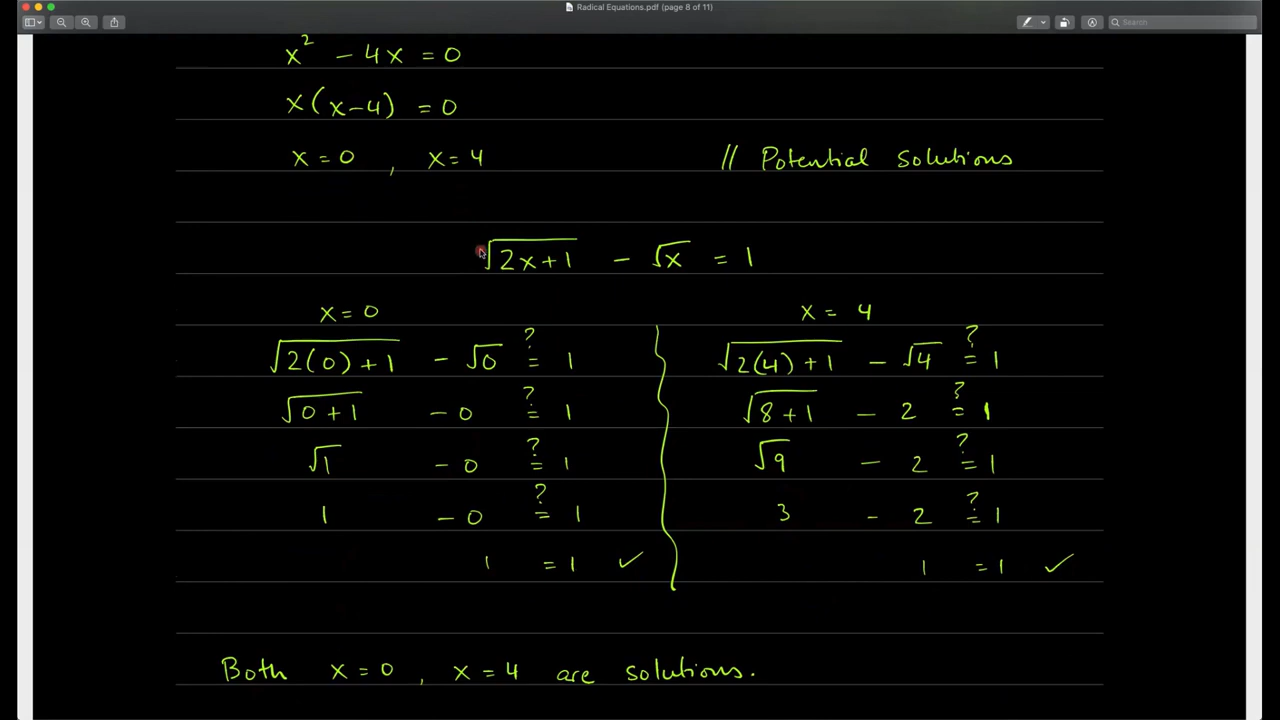 Radical Equations.pdf (page 8 of 11)
Search
x² - 4x = 0
x(x-4) = 0
x = 0 , x = 4 // Potential solutions
√(2x+1) - √x = 1
x = 0 x = 4
√(2(0)+1) - √0 ≟ 1 √(2(4)+1) - √4 ≟ 1
√(0+1) - 0 ≟ 1 √(8+1) - 2 ≟ 1
√1 - 0 ≟ 1 √9 - 2 ≟ 1
1 - 0 ≟ 1 3 - 2 ≟ 1
1 = 1 ✓ 1 = 1 ✓
Both x = 0 , x = 4 are solutions.